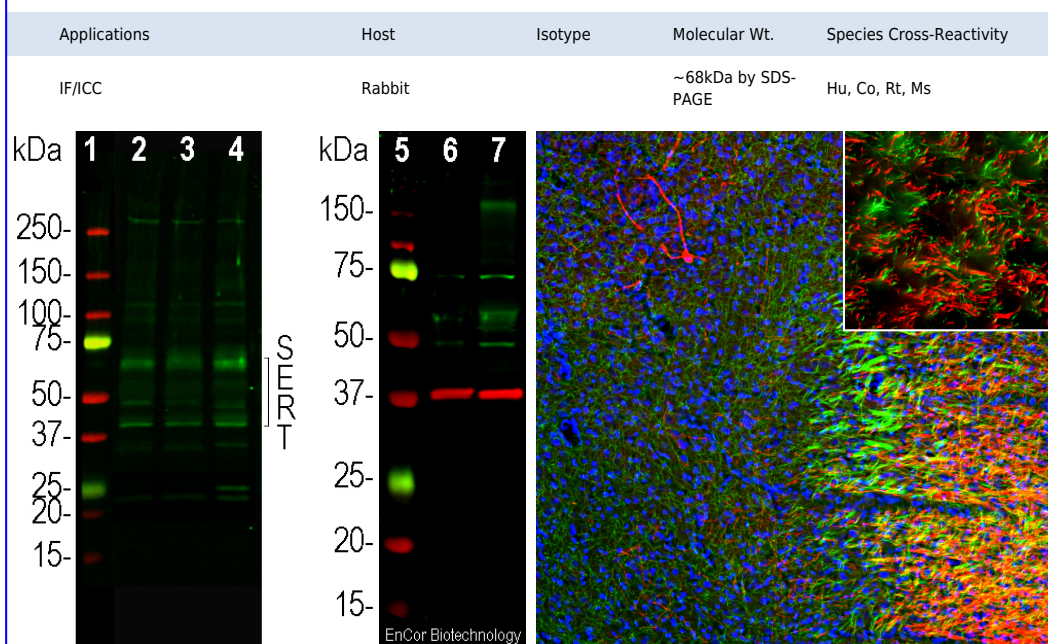 Applications Host Isotype Molecular Wt. Species Cross-Reactivity
IF/ICC Rabbit ~68kDa by SDS-
PAGE Hu, Co, Rt, Ms
kDa 1 2 3 4
250-
150-
100-
75-
50-
37-
25-
20-
15-
S
E
R
T
kDa 5 6 7
150-
75-
50-
37-
25-
20-
15-
EnCor Biotechnology